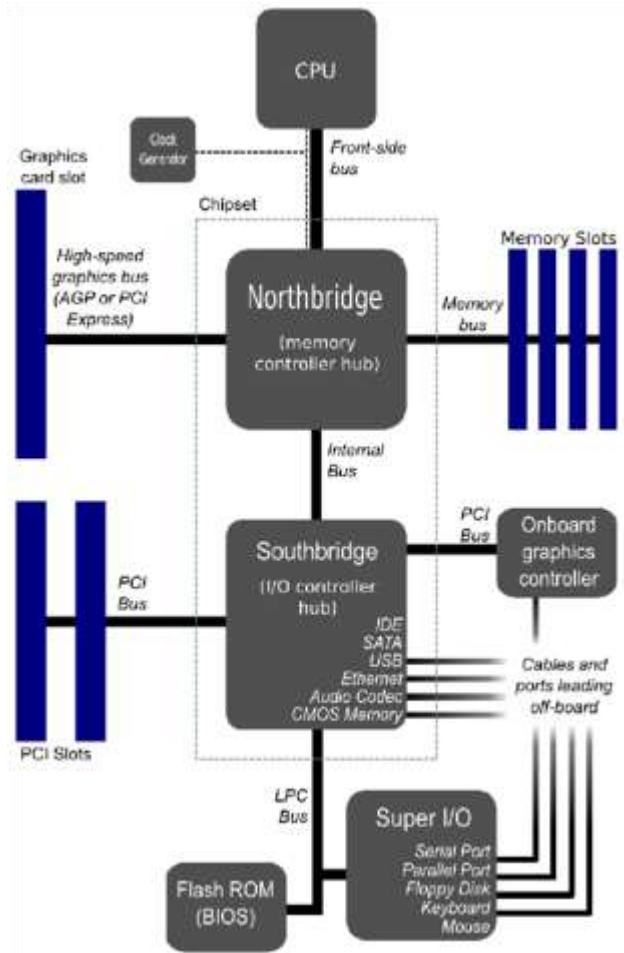 CPU
Clock
Generator
Front-side
bus
Graphics
card slot
Chipset
High-speed
graphics bus
(AGP or PCI
Express)
Northbridge
(memory
controller hub)
Memory Slots
Memory
bus
Internal
Bus
Southbridge
(I/O controller
hub)
PCI
Bus
Onboard
graphics
controller
PCI
Bus
IDE
SATA
USB
Ethernet
Audio Codec
CMOS Memory
Cables and
ports leading
off-board
PCI Slots
LPC
Bus
Super I/O
Serial Port
Parallel Port
Floppy Disk
Keyboard
Mouse
Flash ROM
(BIOS)